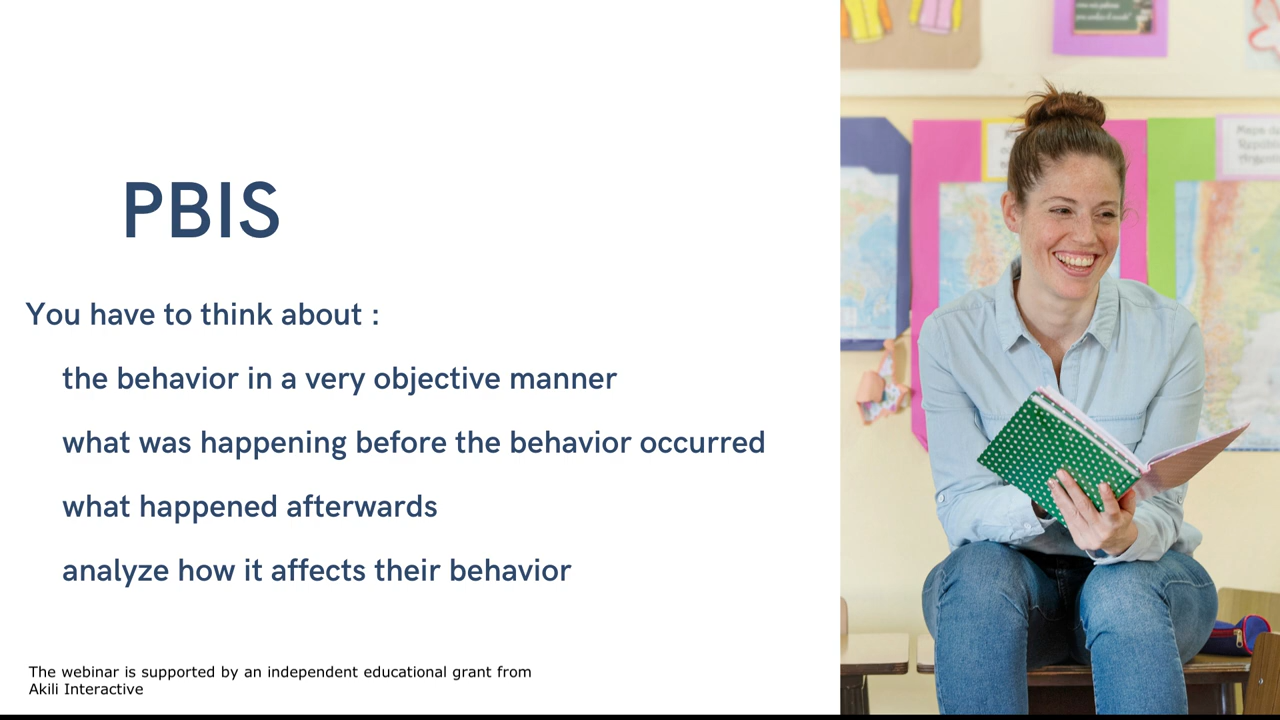 PBIS
You have to think about :
the behavior in a very objective manner
what was happening before the behavior occurred
what happened afterwards
analyze how it affects their behavior
The webinar is supported by an independent educational grant from
Akili Interactive